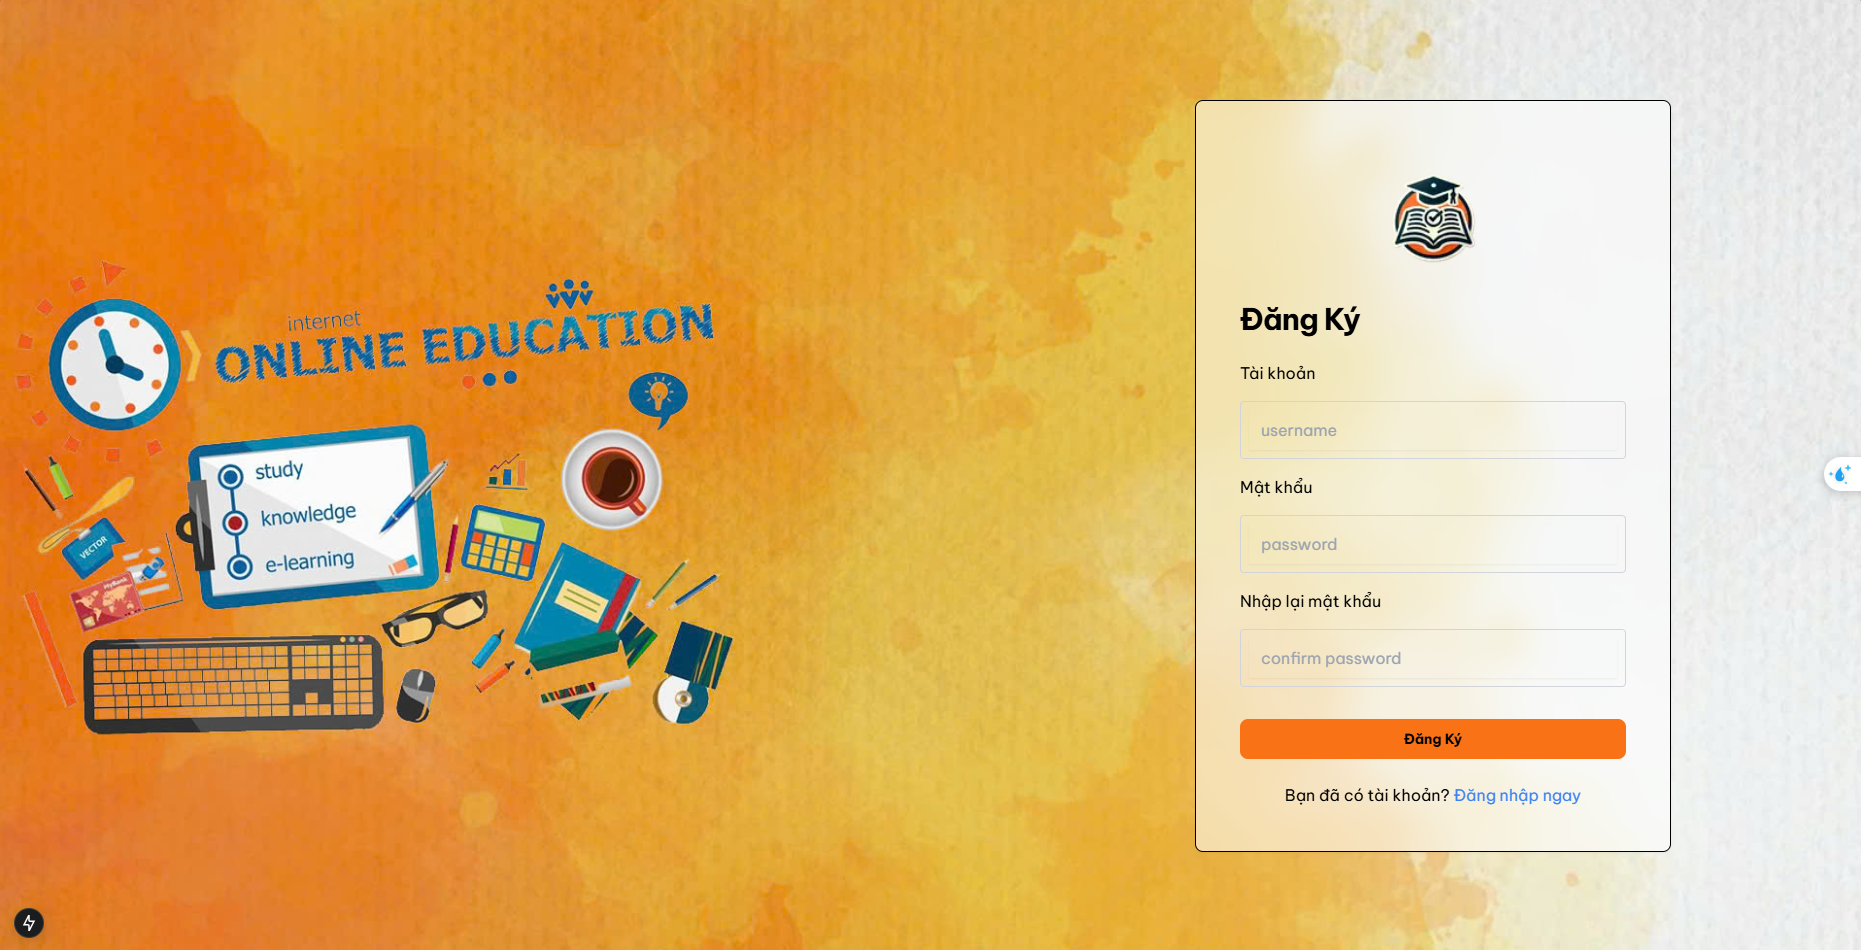 internet
ONLINE EDUCATION
study
knowledge
e-learning
VECTOR
MyBank
Đăng Ký
Tài khoản
username
Mật khẩu
password
Nhập lại mật khẩu
confirm password
Đăng Ký
Bạn đã có tài khoản? Đăng nhập ngay